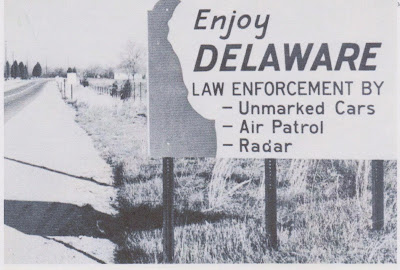 Enjoy
DELAWARE
LAW ENFORCEMENT BY
– Unmarked Cars
– Air Patrol
– Radar